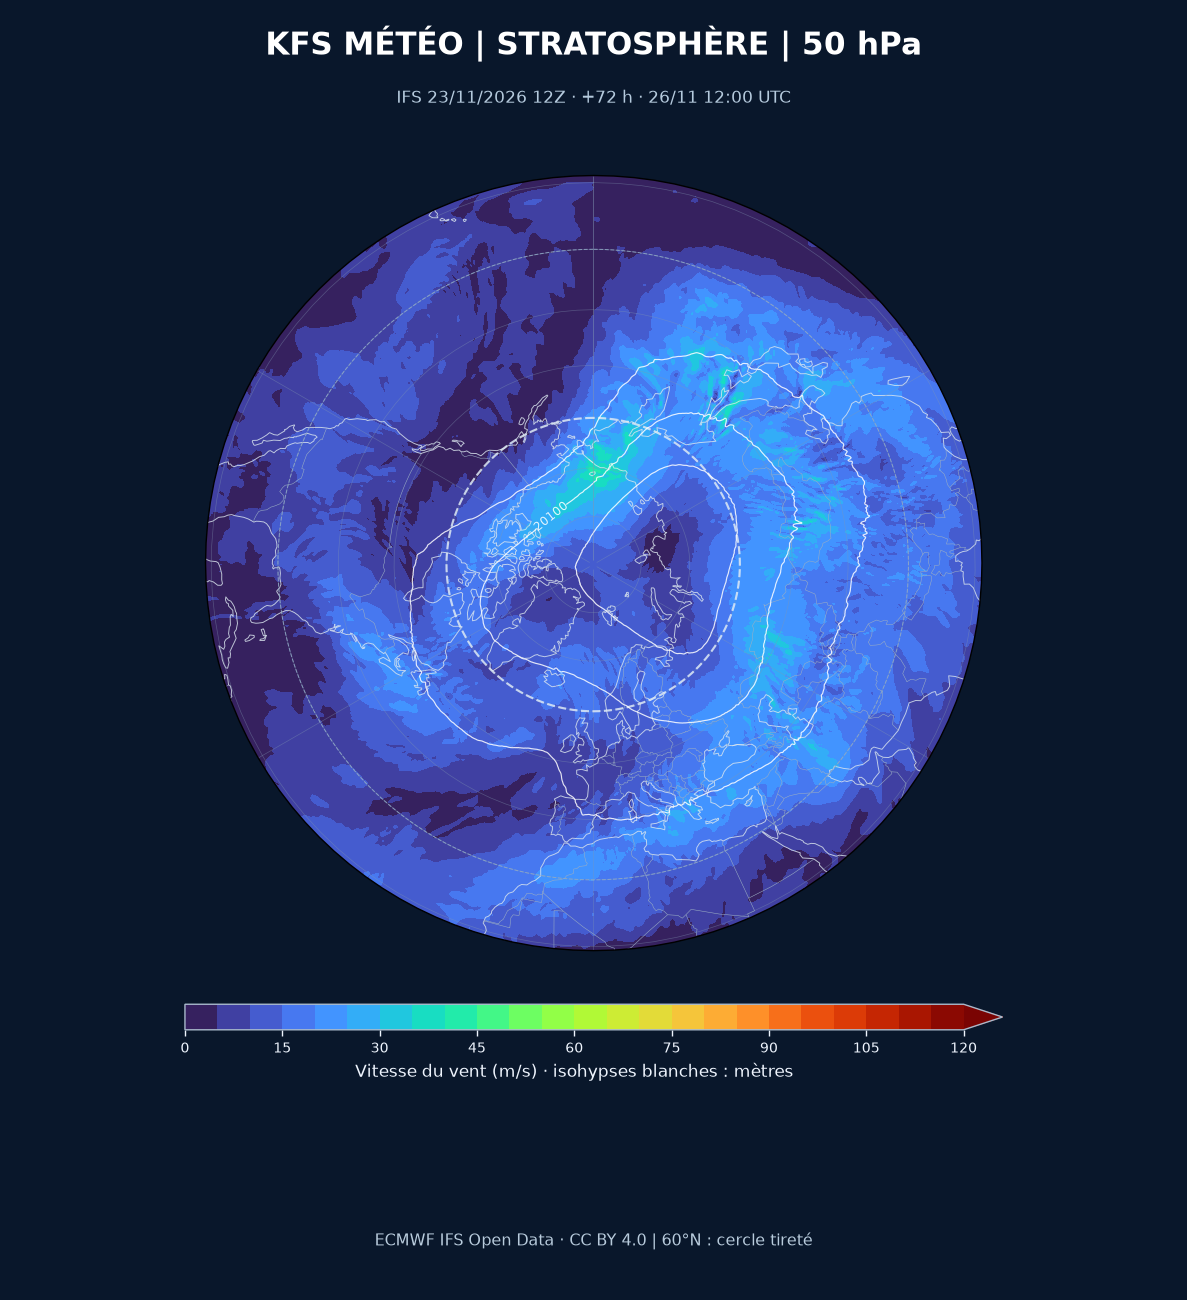 KFS MÉTÉO | STRATOSPHÈRE | 50 hPa
IFS 23/11/2026 12Z · +72 h · 26/11 12:00 UTC
20100
0 15 30 45 60 75 90 105 120
Vitesse du vent (m/s) · isohypses blanches : mètres
ECMWF IFS Open Data · CC BY 4.0 | 60°N : cercle tireté